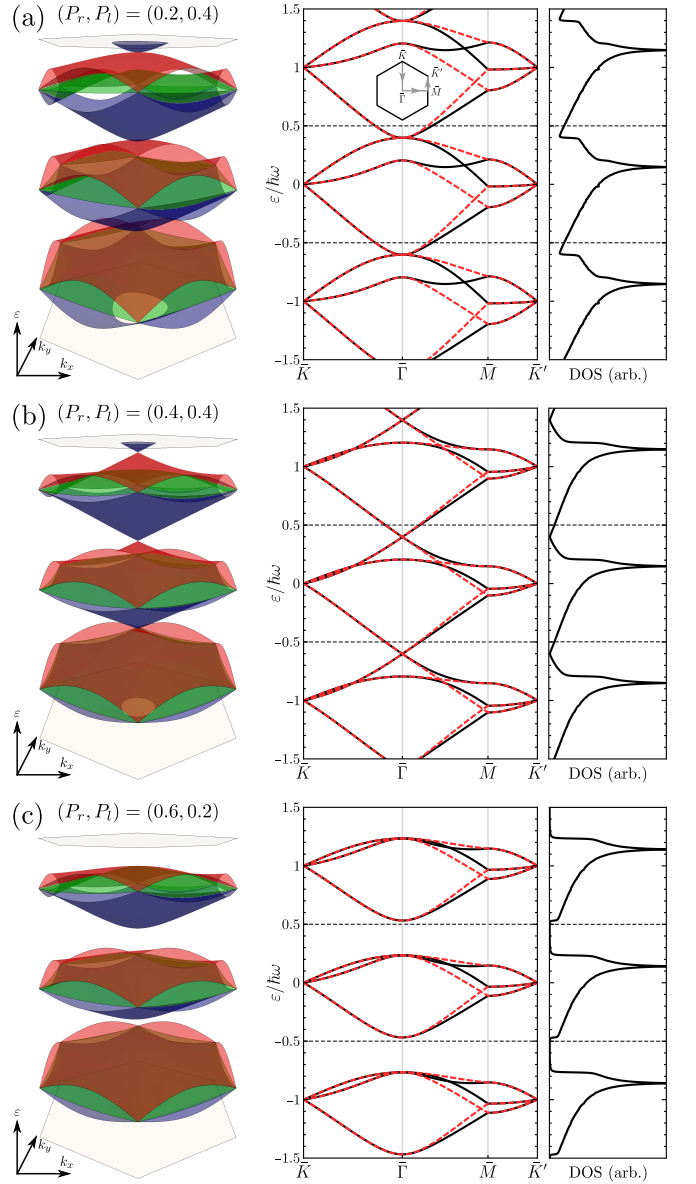 (a) (P_r, P_l) = (0.2, 0.4)
ε
k_y
k_x
ε/ℏω
1.5
1
0.5
0
−0.5
−1
−1.5
K̄
K̄′
Γ̄
M̄
K̄ Γ̄ M̄ K̄′
DOS (arb.)
(b) (P_r, P_l) = (0.4, 0.4)
ε
k_y
k_x
ε/ℏω
1.5
1
0.5
0
−0.5
−1
−1.5
K̄ Γ̄ M̄ K̄′
DOS (arb.)
(c) (P_r, P_l) = (0.6, 0.2)
ε
k_y
k_x
ε/ℏω
1.5
1
0.5
0
−0.5
−1
−1.5
K̄ Γ̄ M̄ K̄′
DOS (arb.)